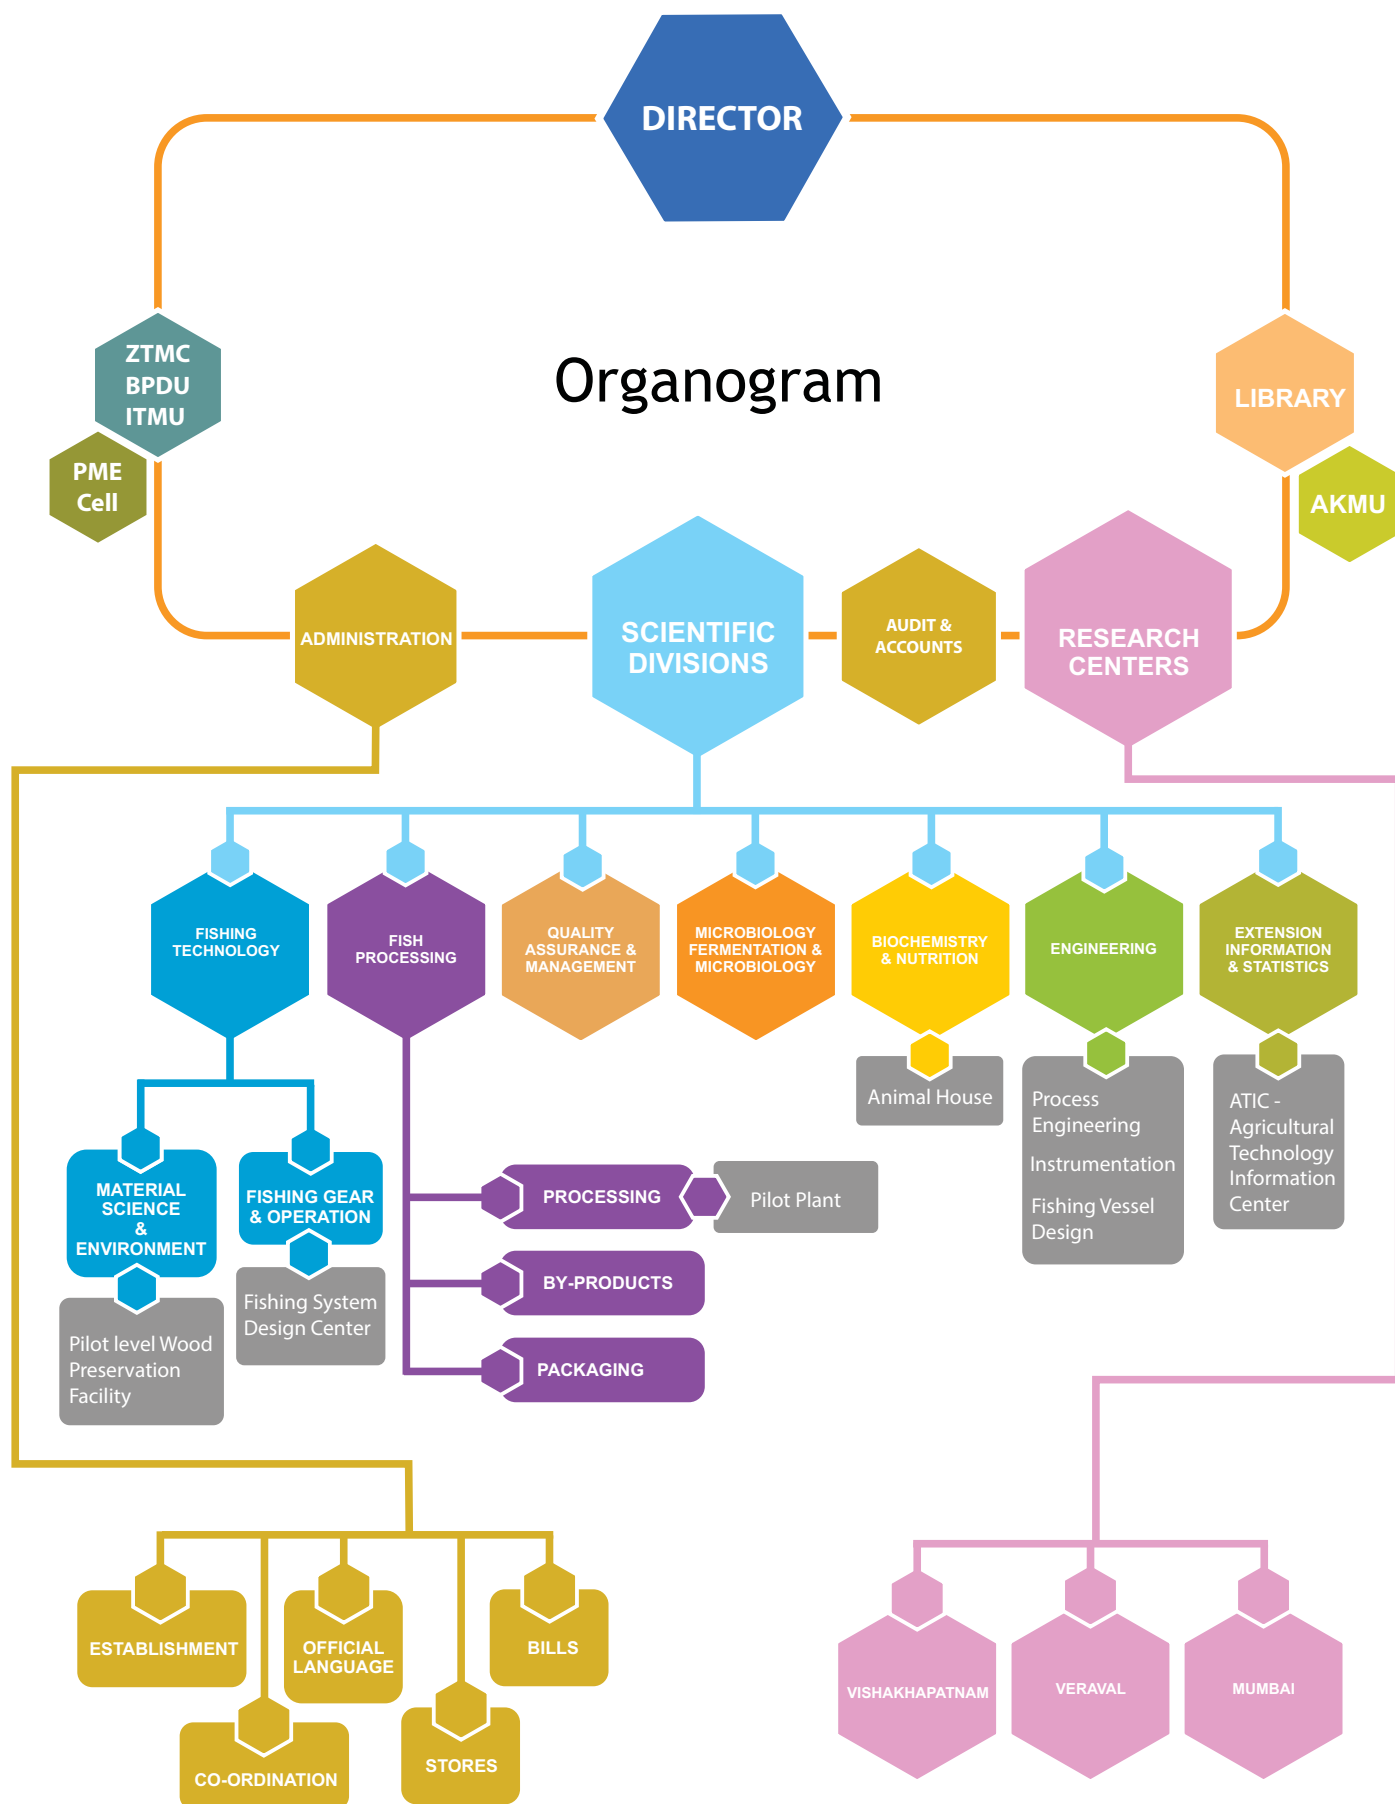 DIRECTOR
Organogram
ZTMC
BPDU
ITMU
PME
Cell
LIBRARY
AKMU
ADMINISTRATION
SCIENTIFIC
DIVISIONS
AUDIT &
ACCOUNTS
RESEARCH
CENTERS
FISHING
TECHNOLOGY
FISH
PROCESSING
QUALITY
ASSURANCE &
MANAGEMENT
MICROBIOLOGY
FERMENTATION &
MICROBIOLOGY
BIOCHEMISTRY
& NUTRITION
ENGINEERING
EXTENSION
INFORMATION
& STATISTICS
Animal House
Process
Engineering
Instrumentation
Fishing Vessel
Design
ATIC -
Agricultural
Technology
Information
Center
MATERIAL
SCIENCE
&
ENVIRONMENT
FISHING GEAR
& OPERATION
PROCESSING
Pilot Plant
BY-PRODUCTS
PACKAGING
Fishing System
Design Center
Pilot level Wood
Preservation
Facility
ESTABLISHMENT
OFFICIAL
LANGUAGE
BILLS
CO-ORDINATION
STORES
VISHAKHAPATNAM
VERAVAL
MUMBAI